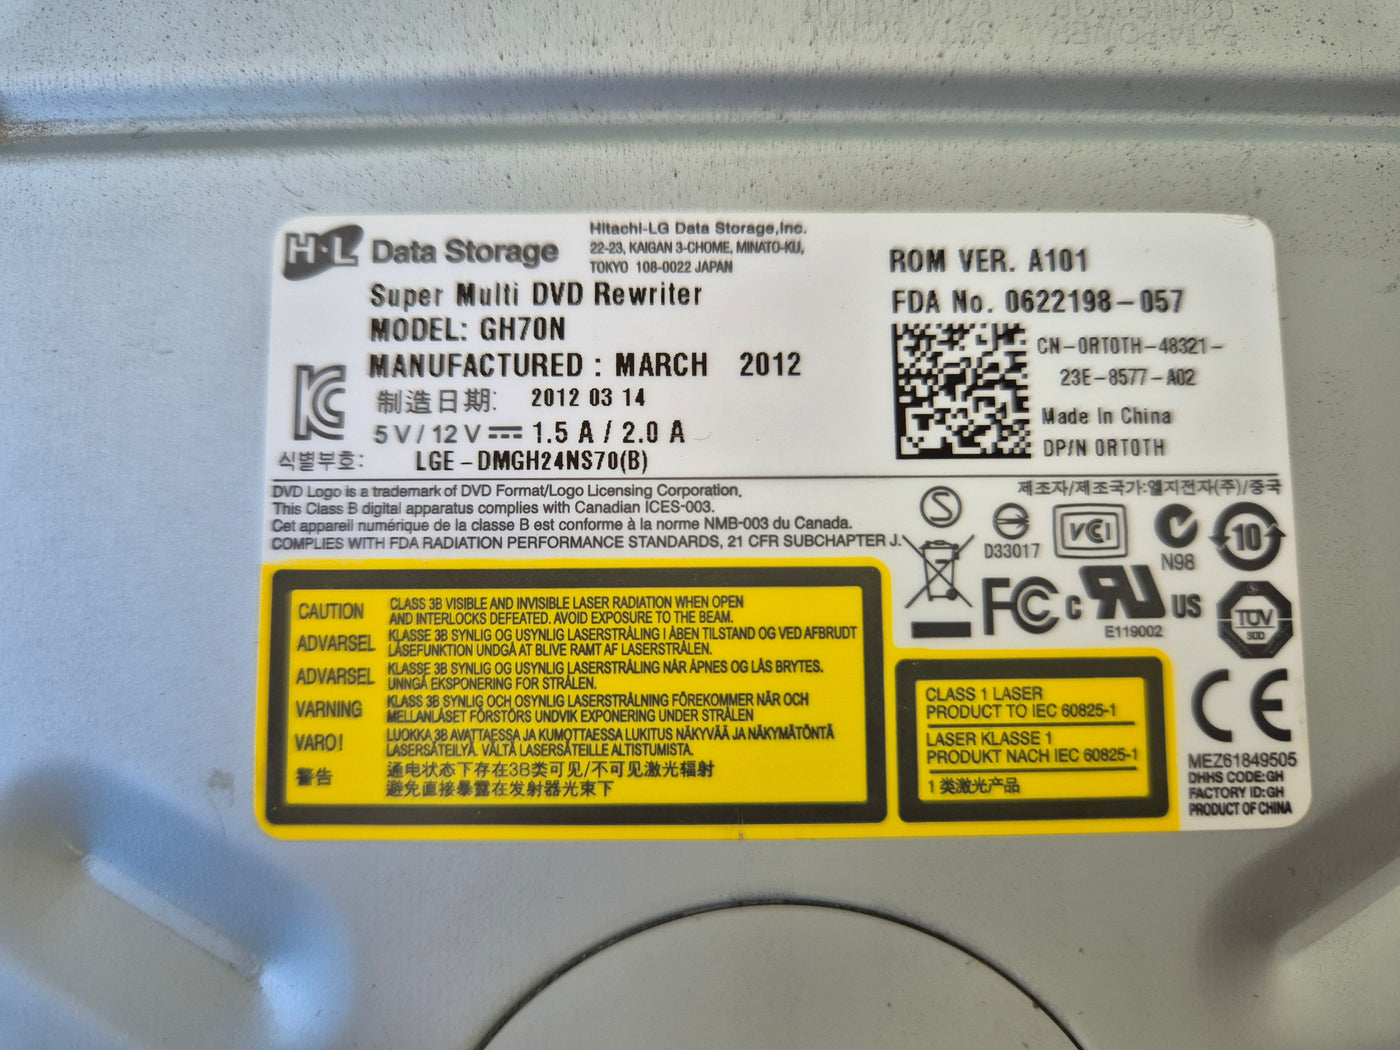 SATA POWER CONNECTOR
SATA SIGNAL CONNECTION
H·L Data Storage
Hitachi-LG Data Storage,Inc.
22-23, KAIGAN 3-CHOME, MINATO-KU,
TOKYO 108-0022 JAPAN
Super Multi DVD Rewriter
MODEL: GH70N
MANUFACTURED : MARCH 2012
制造日期: 2012 03 14
5 V / 12 V 1.5 A / 2.0 A
식별부호: LGE-DMGH24NS70(B)
ROM VER. A101
FDA No. 0622198-057
CN-0RT0TH-48321-
23E-8577-A02
Made In China
DP/N 0RT0TH
DVD Logo is a trademark of DVD Format/Logo Licensing Corporation.
This Class B digital apparatus complies with Canadian ICES-003.
Cet appareil numérique de la classe B est conforme à la norme NMB-003 du Canada.
COMPLIES WITH FDA RADIATION PERFORMANCE STANDARDS, 21 CFR SUBCHAPTER J.
제조자/제조국가:엘지전자(주)/중국
S
D33017
VCI
N98
10
FC
c RU US
E119002
TÜV
SÜD
CE
CAUTION CLASS 3B VISIBLE AND INVISIBLE LASER RADIATION WHEN OPEN
AND INTERLOCKS DEFEATED. AVOID EXPOSURE TO THE BEAM.
ADVARSEL KLASSE 3B SYNLIG OG USYNLIG LASERSTRÅLING I ÅBEN TILSTAND OG VED AFBRUDT
LÅSEFUNKTION UNDGÅ AT BLIVE RAMT AF LASERSTRÅLEN.
ADVARSEL KLASSE 3B SYNLIG OG USYNLIG LASERSTRÅLING NÅR ÅPNES OG LÅS BRYTES.
UNNGÅ EKSPONERING FOR STRÅLEN.
VARNING KLASS 3B SYNLIG OCH OSYNLIG LASERSTRÅLNING FÖREKOMMER NÄR OCH
MELLANLÅSET FÖRSTÖRS UNDVIK EXPONERING UNDER STRÅLEN
VARO! LUOKKA 3B AVATTAESSA JA KUMOTTAESSA LUKITUS NÄKYVÄÄ JA NÄKYMÄTÖNTÄ
LASERSÄTEILYÄ. VÄLTÄ LASERSÄTEILLE ALTISTUMISTA.
警告 通电状态下存在3B类可见/不可见激光辐射
避免直接暴露在发射器光束下
CLASS 1 LASER
PRODUCT TO IEC 60825-1
LASER KLASSE 1
PRODUKT NACH IEC 60825-1
1 类激光产品
MEZ61849505
DHHS CODE:GH
FACTORY ID:GH
PRODUCT OF CHINA